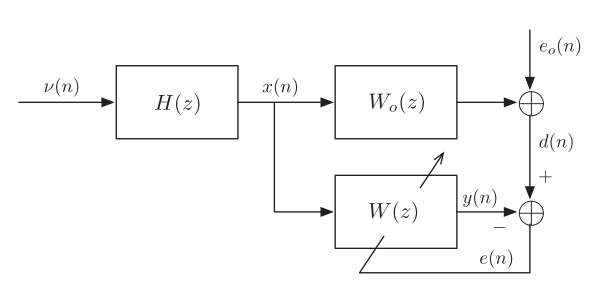 e_o(n)
ν(n)
H(z)
x(n)
W_o(z)
d(n)
+
W(z)
y(n)
−
e(n)